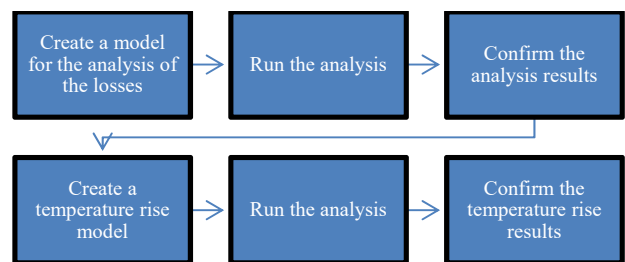 Create a model
for the analysis of
the losses
Run the analysis
Confirm the
analysis results
Create a
temperature rise
model
Run the analysis
Confirm the
temperature rise
results